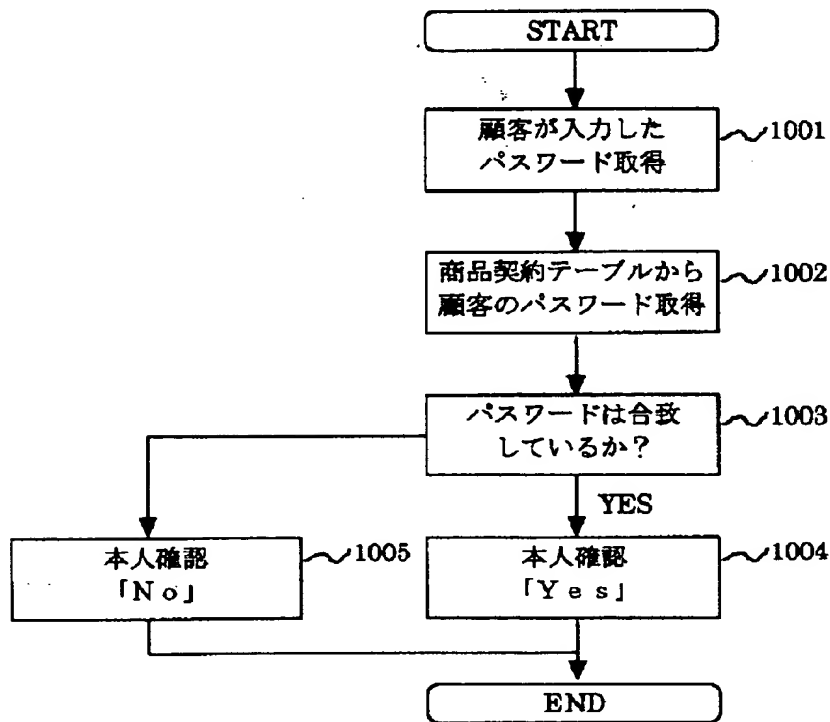 START
顧客が入力した
パスワード取得
1001
商品契約テーブルから
顧客のパスワード取得
1002
パスワードは合致
しているか?
1003
YES
本人確認
「No」
1005
本人確認
「Yes」
1004
END